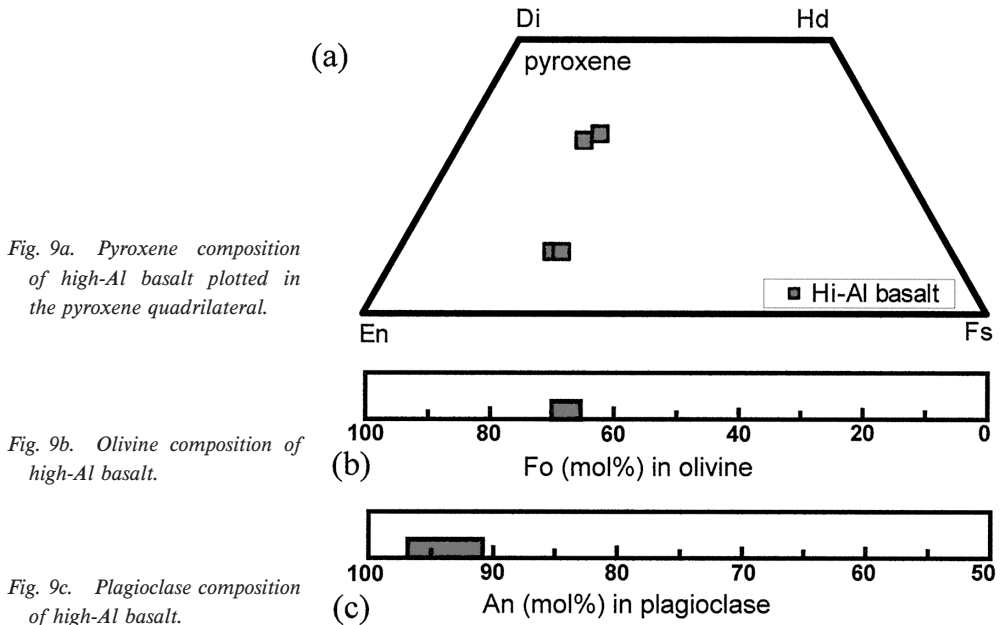 Di Hd
(a)
pyroxene
Fig. 9a. Pyroxene composition
of high-Al basalt plotted in
the pyroxene quadrilateral.
Hi-Al basalt
En Fs
100 80 60 40 20 0
Fig. 9b. Olivine composition of
high-Al basalt.
(b) Fo (mol%) in olivine
100 90 80 70 60 50
Fig. 9c. Plagioclase composition
of high-Al basalt.
(c) An (mol%) in plagioclase